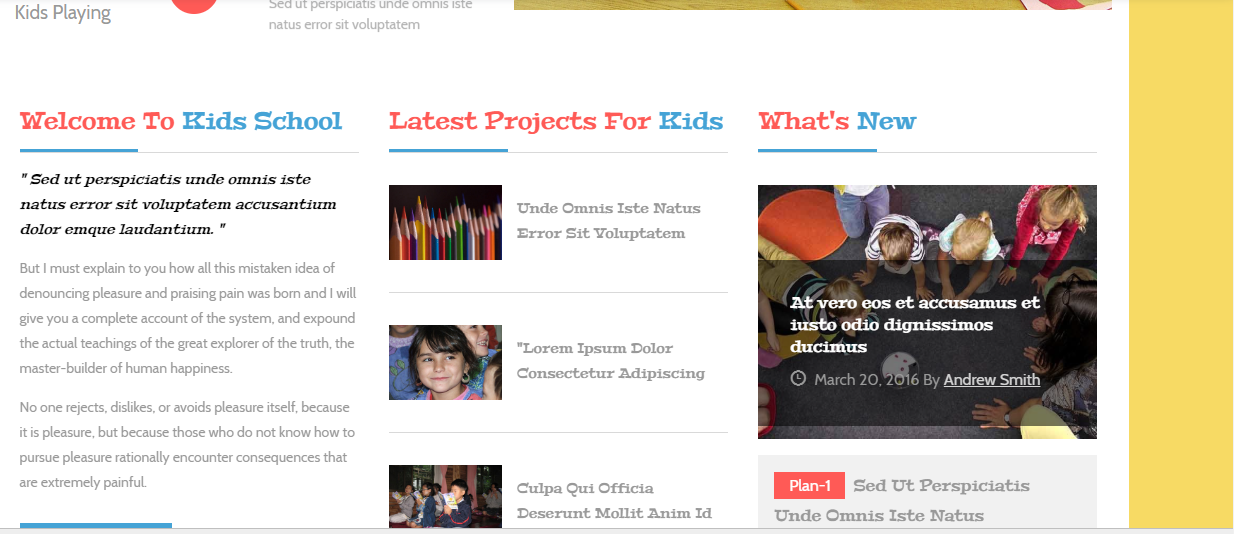 Kids Playing
Sed ut perspiciatis unde omnis iste
natus error sit voluptatem
Welcome To Kids School
" Sed ut perspiciatis unde omnis iste
natus error sit voluptatem accusantium
dolor emque laudantium. "
But I must explain to you how all this mistaken idea of
denouncing pleasure and praising pain was born and I will
give you a complete account of the system, and expound
the actual teachings of the great explorer of the truth, the
master-builder of human happiness.
No one rejects, dislikes, or avoids pleasure itself, because
it is pleasure, but because those who do not know how to
pursue pleasure rationally encounter consequences that
are extremely painful.
Latest Projects For Kids
Unde Omnis Iste Natus
Error Sit Voluptatem
"Lorem Ipsum Dolor
Consectetur Adipiscing
Culpa Qui Officia
Deserunt Mollit Anim Id
What's New
At vero eos et accusamus et
iusto odio dignissimos
ducimus
March 20, 2016 By Andrew Smith
Plan-1 Sed Ut Perspiciatis
Unde Omnis Iste Natus